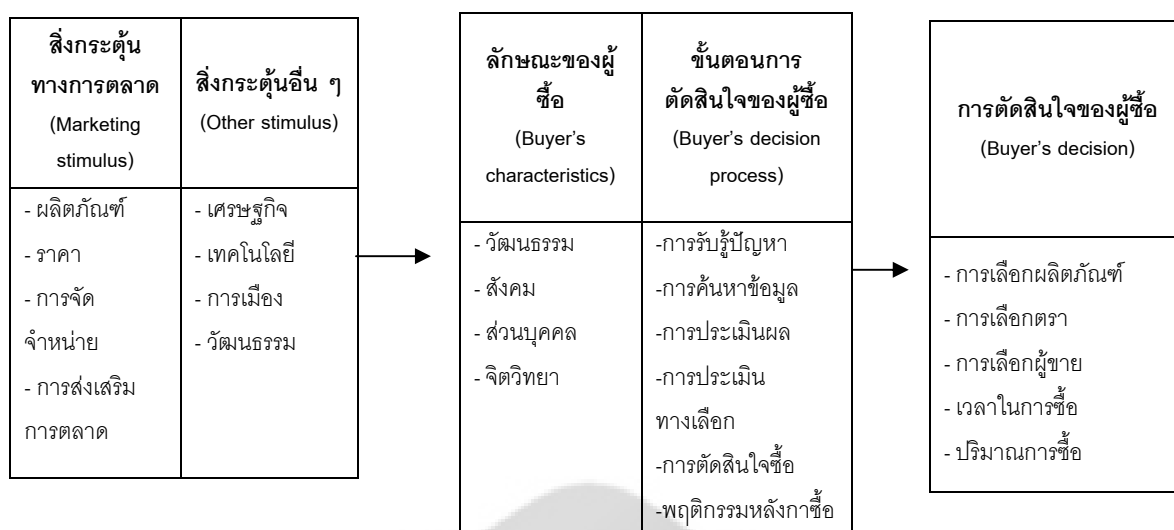 สิ่งกระตุ้น
ทางการตลาด
(Marketing
stimulus)
สิ่งกระตุ้นอื่น ๆ
(Other stimulus)
- ผลิตภัณฑ์
- ราคา
- การจัด
จำหน่าย
- การส่งเสริม
การตลาด
- เศรษฐกิจ
- เทคโนโลยี
- การเมือง
- วัฒนธรรม
ลักษณะของผู้
ซื้อ
(Buyer's
characteristics)
ขั้นตอนการ
ตัดสินใจของผู้ซื้อ
(Buyer's decision
process)
- วัฒนธรรม
- สังคม
- ส่วนบุคคล
- จิตวิทยา
-การรับรู้ปัญหา
-การค้นหาข้อมูล
-การประเมินผล
-การประเมิน
ทางเลือก
-การตัดสินใจซื้อ
-พฤติกรรมหลังกาซื้อ
การตัดสินใจของผู้ซื้อ
(Buyer's decision)
- การเลือกผลิตภัณฑ์
- การเลือกตรา
- การเลือกผู้ขาย
- เวลาในการซื้อ
- ปริมาณการซื้อ